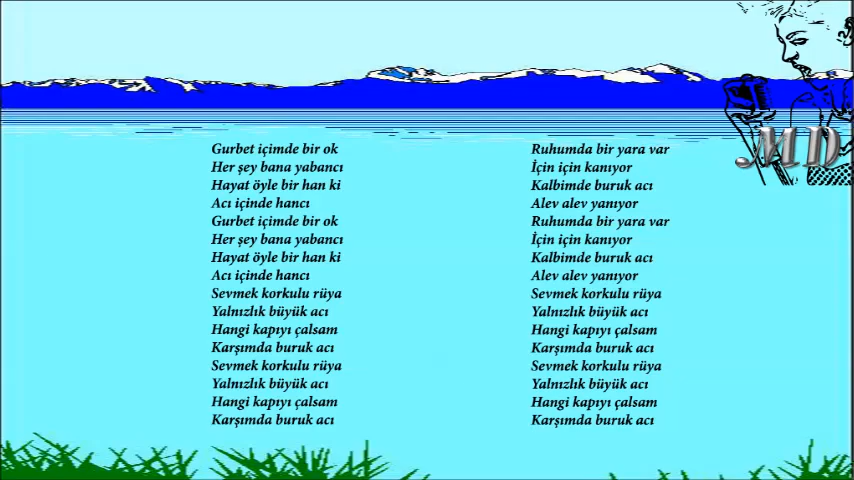 MD
Gurbet içimde bir ok
Her şey bana yabancı
Hayat öyle bir han ki
Acı içinde hancı
Gurbet içimde bir ok
Her şey bana yabancı
Hayat öyle bir han ki
Acı içinde hancı
Sevmek korkulu rüya
Yalnızlık büyük acı
Hangi kapıyı çalsam
Karşımda buruk acı
Sevmek korkulu rüya
Yalnızlık büyük acı
Hangi kapıyı çalsam
Karşımda buruk acı
Ruhumda bir yara var
İçin için kanıyor
Kalbimde buruk acı
Alev alev yanıyor
Ruhumda bir yara var
İçin için kanıyor
Kalbimde buruk acı
Alev alev yanıyor
Sevmek korkulu rüya
Yalnızlık büyük acı
Hangi kapıyı çalsam
Karşımda buruk acı
Sevmek korkulu rüya
Yalnızlık büyük acı
Hangi kapıyı çalsam
Karşımda buruk acı